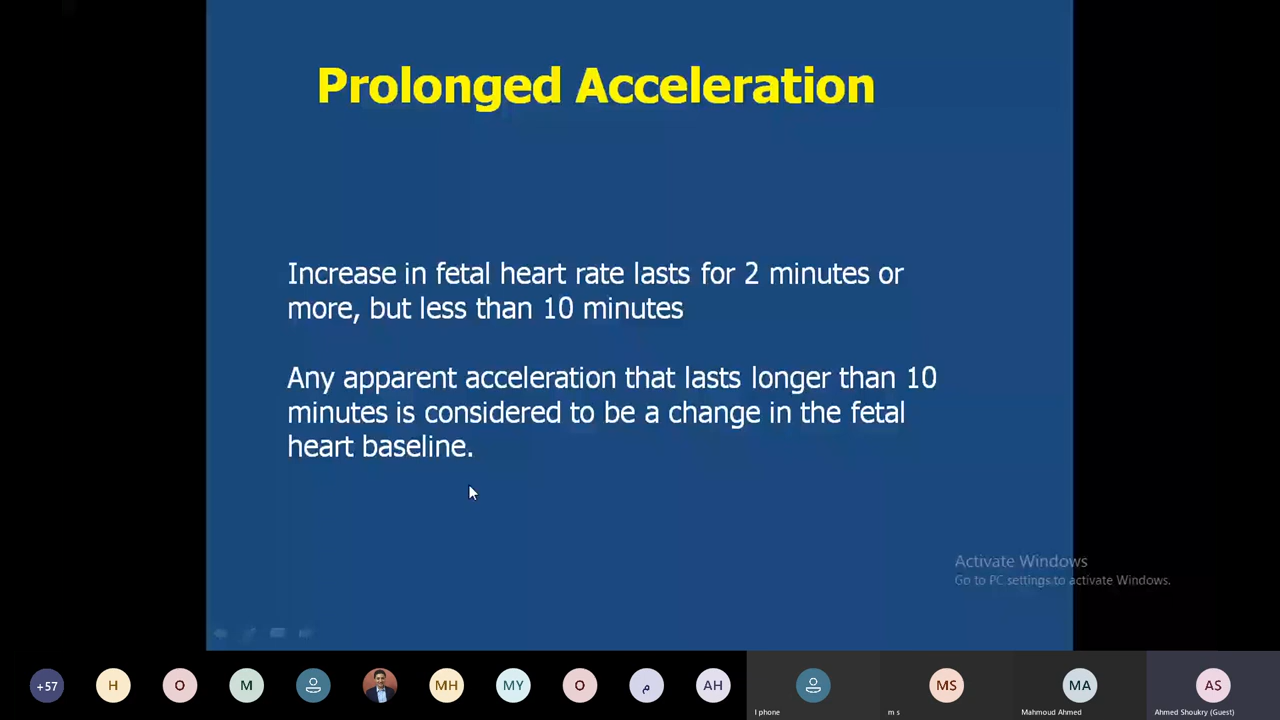 Prolonged Acceleration
Increase in fetal heart rate lasts for 2 minutes or
more, but less than 10 minutes
Any apparent acceleration that lasts longer than 10
minutes is considered to be a change in the fetal
heart baseline.
Activate Windows
Go to PC settings to activate Windows.
+57
H
O
M
MH
MY
O
م
AH
MS
MA
AS
I phone
m s
Mahmoud Ahmed
Ahmed Shoukry (Guest)